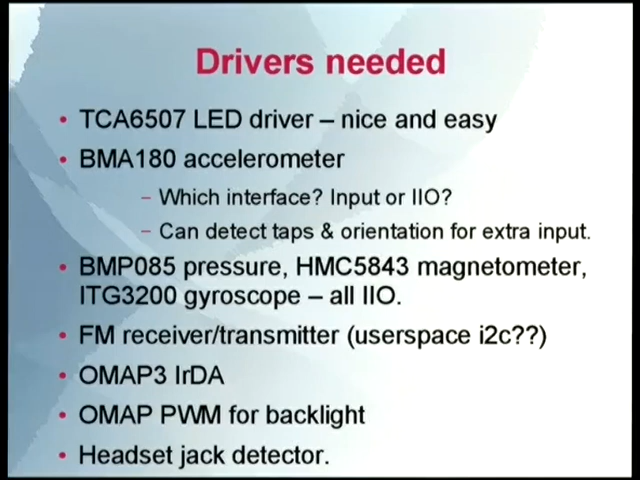 Drivers needed
• TCA6507 LED driver – nice and easy
• BMA180 accelerometer
– Which interface? Input or IIO?
– Can detect taps & orientation for extra input.
• BMP085 pressure, HMC5843 magnetometer,
ITG3200 gyroscope – all IIO.
• FM receiver/transmitter (userspace i2c??)
• OMAP3 IrDA
• OMAP PWM for backlight
• Headset jack detector.